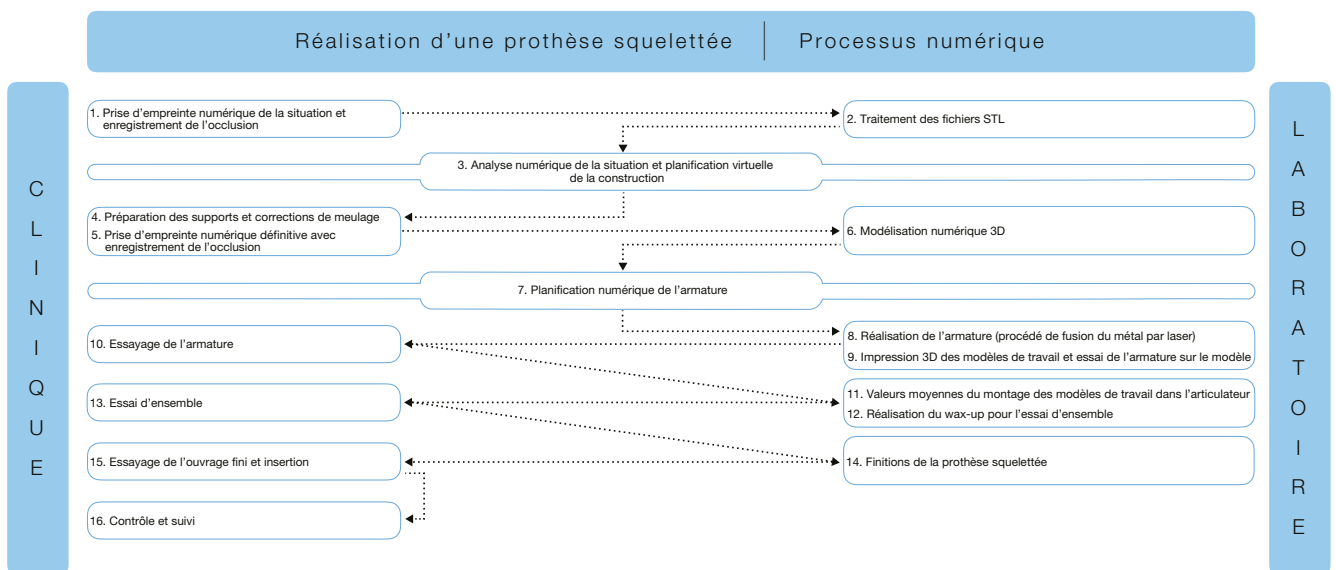 Réalisation d'une prothèse squelettée | Processus numérique
CLINIQUE
LABORATOIRE
1. Prise d'empreinte numérique de la situation et
enregistrement de l'occlusion
2. Traitement des fichiers STL
3. Analyse numérique de la situation et planification virtuelle
de la construction
4. Préparation des supports et corrections de meulage
5. Prise d'empreinte numérique définitive avec
enregistrement de l'occlusion
6. Modélisation numérique 3D
7. Planification numérique de l'armature
8. Réalisation de l'armature (procédé de fusion du métal par laser)
9. Impression 3D des modèles de travail et essai de l'armature sur le modèle
10. Essayage de l'armature
11. Valeurs moyennes du montage des modèles de travail dans l'articulateur
12. Réalisation du wax-up pour l'essai d'ensemble
13. Essai d'ensemble
14. Finitions de la prothèse squelettée
15. Essayage de l'ouvrage fini et insertion
16. Contrôle et suivi